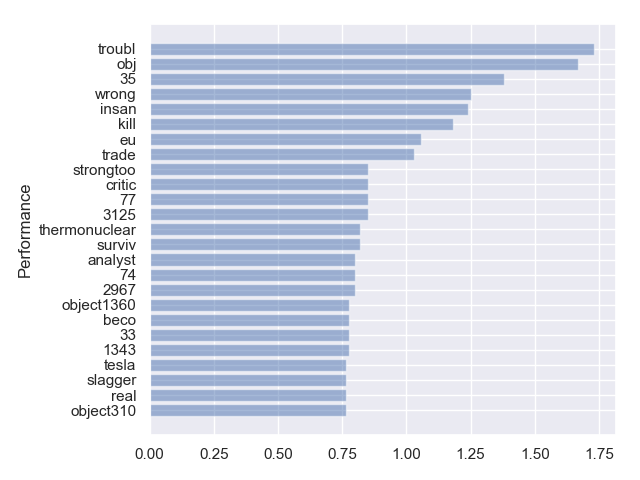 troubl
obj
35
wrong
insan
kill
eu
trade
strongtoo
critic
77
3125
thermonuclear
surviv
analyst
74
2967
object1360
beco
33
1343
tesla
slagger
real
object310
Performance
0.00 0.25 0.50 0.75 1.00 1.25 1.50 1.75